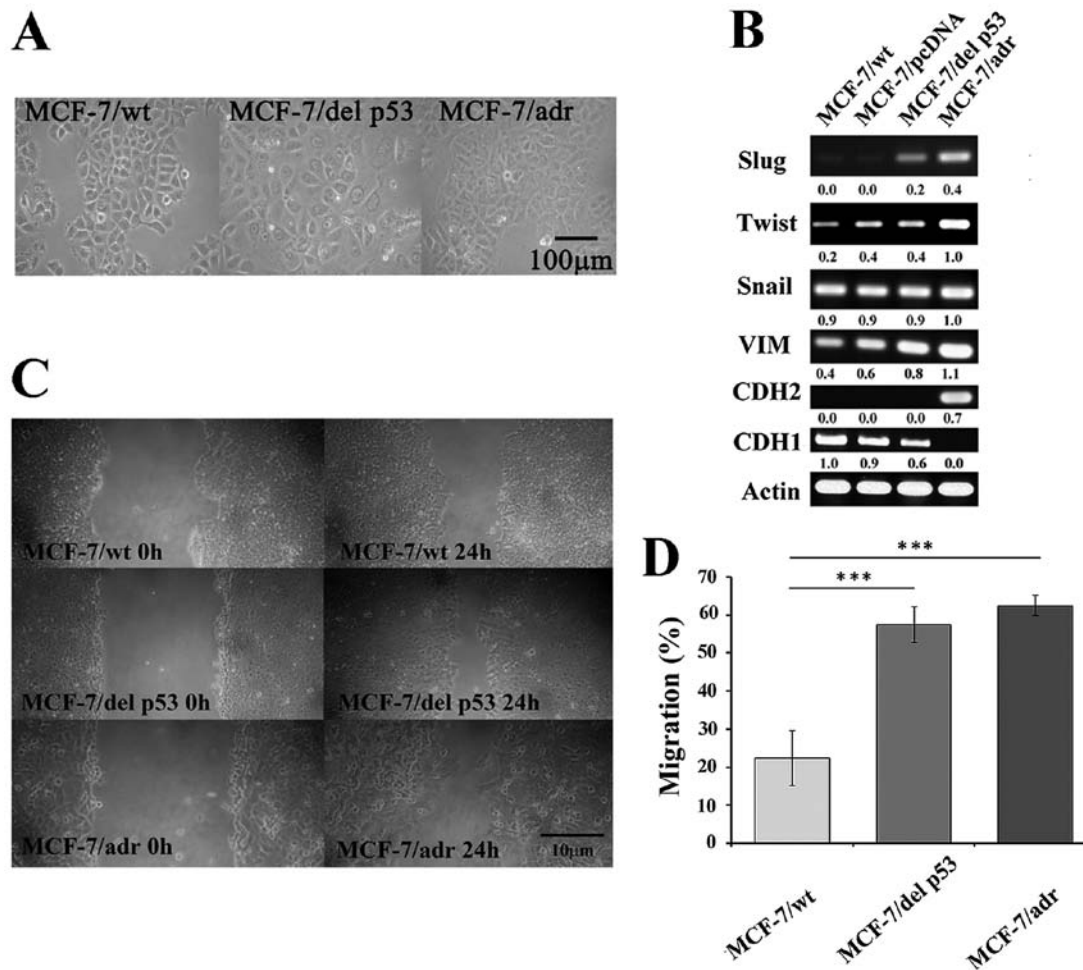 A
MCF-7/wt MCF-7/del p53 MCF-7/adr
100μm
B
MCF-7/wt
MCF-7/pcDNA
MCF-7/del p53
MCF-7/adr
Slug
0.0 0.0 0.2 0.4
Twist
0.2 0.4 0.4 1.0
Snail
0.9 0.9 0.9 1.0
VIM
0.4 0.6 0.8 1.1
CDH2
0.0 0.0 0.0 0.7
CDH1
1.0 0.9 0.6 0.0
Actin
C
MCF-7/wt 0h MCF-7/wt 24h
MCF-7/del p53 0h MCF-7/del p53 24h
MCF-7/adr 0h MCF-7/adr 24h
10μm
D
***
***
Migration (%)
70
60
50
40
30
20
10
0
MCF-7/wt
MCF-7/del p53
MCF-7/adr